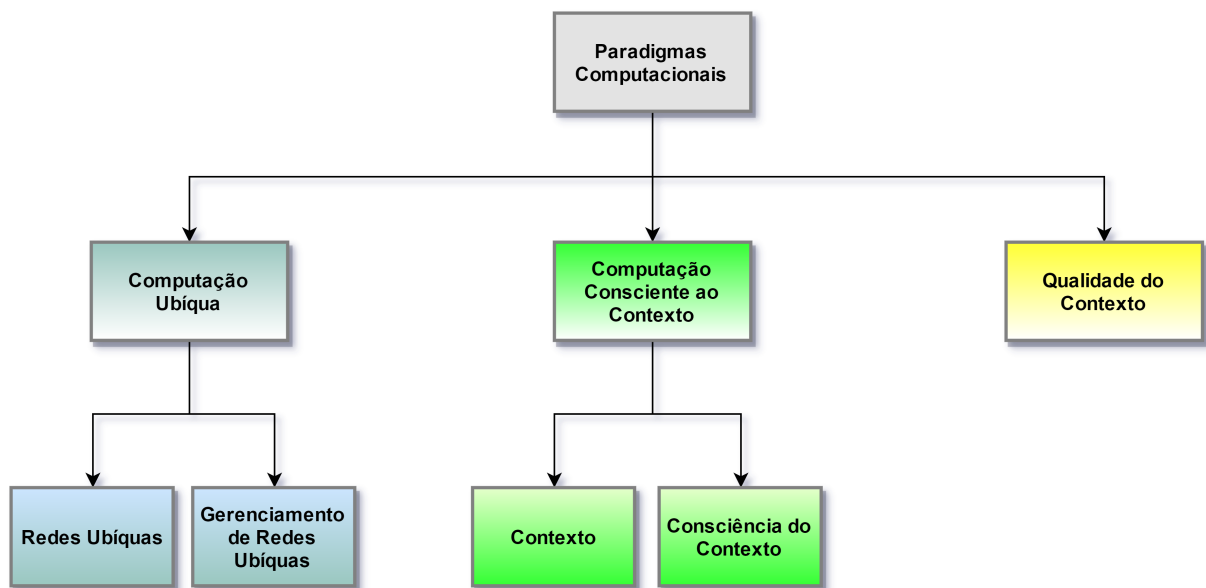 Paradigmas
Computacionais
Computação
Ubíqua
Computação
Consciente ao
Contexto
Qualidade do
Contexto
Redes Ubíquas
Gerenciamento
de Redes
Ubíquas
Contexto
Consciência do
Contexto